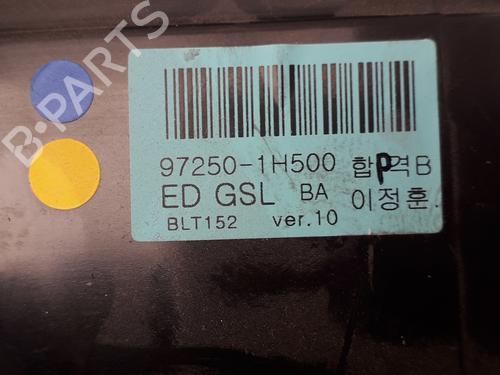 B-PARTS
97250-1H500 합P격B
ED GSL BA 이정훈.
BLT152 ver.10